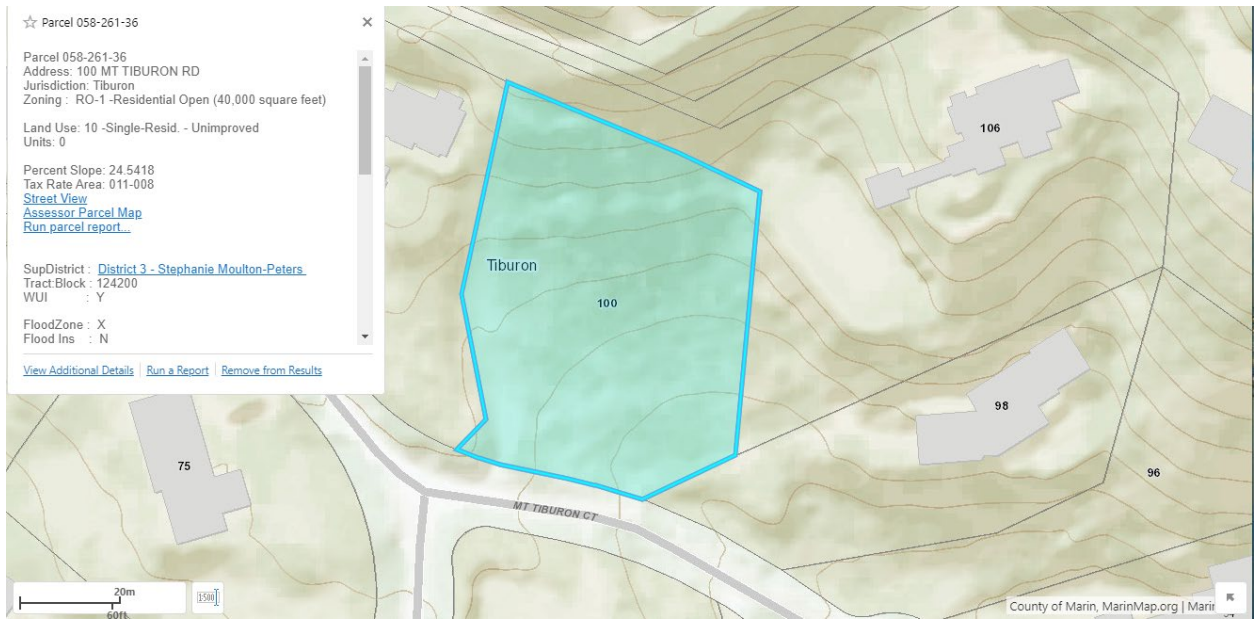 Parcel 058-261-36
Parcel 058-261-36
Address: 100 MT TIBURON RD
Jurisdiction: Tiburon
Zoning : RO-1 -Residential Open (40,000 square feet)
Land Use: 10 -Single-Resid. - Unimproved
Units: 0
Percent Slope: 24.5418
Tax Rate Area: 011-008
Street View
Assessor Parcel Map
Run parcel report...
SupDistrict : District 3 - Stephanie Moulton-Peters
Tract:Block : 124200
WUI : Y
FloodZone : X
Flood Ins : N
View Additional Details Run a Report Remove from Results
106
Tiburon
100
98
75
96
MT TIBURON CT
20m
60ft
1500
County of Marin, MarinMap.org | Marin